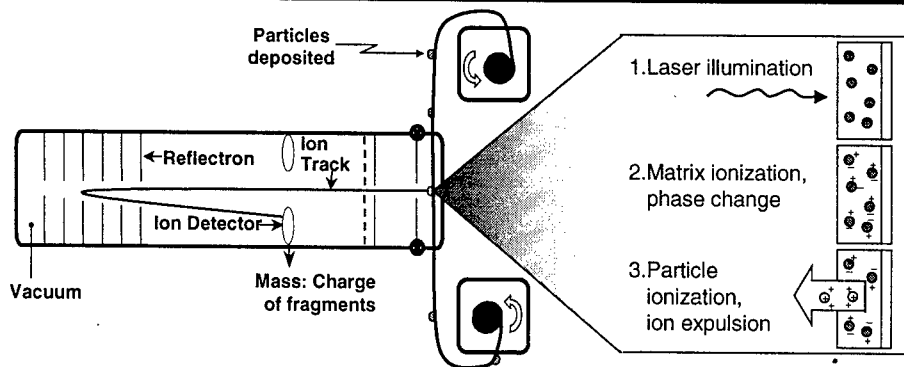 Particles
deposited
1.Laser illumination
Reflectron
Ion
Track
2.Matrix ionization,
phase change
Ion Detector
Vacuum
Mass: Charge
of fragments
3.Particle
ionization,
ion expulsion